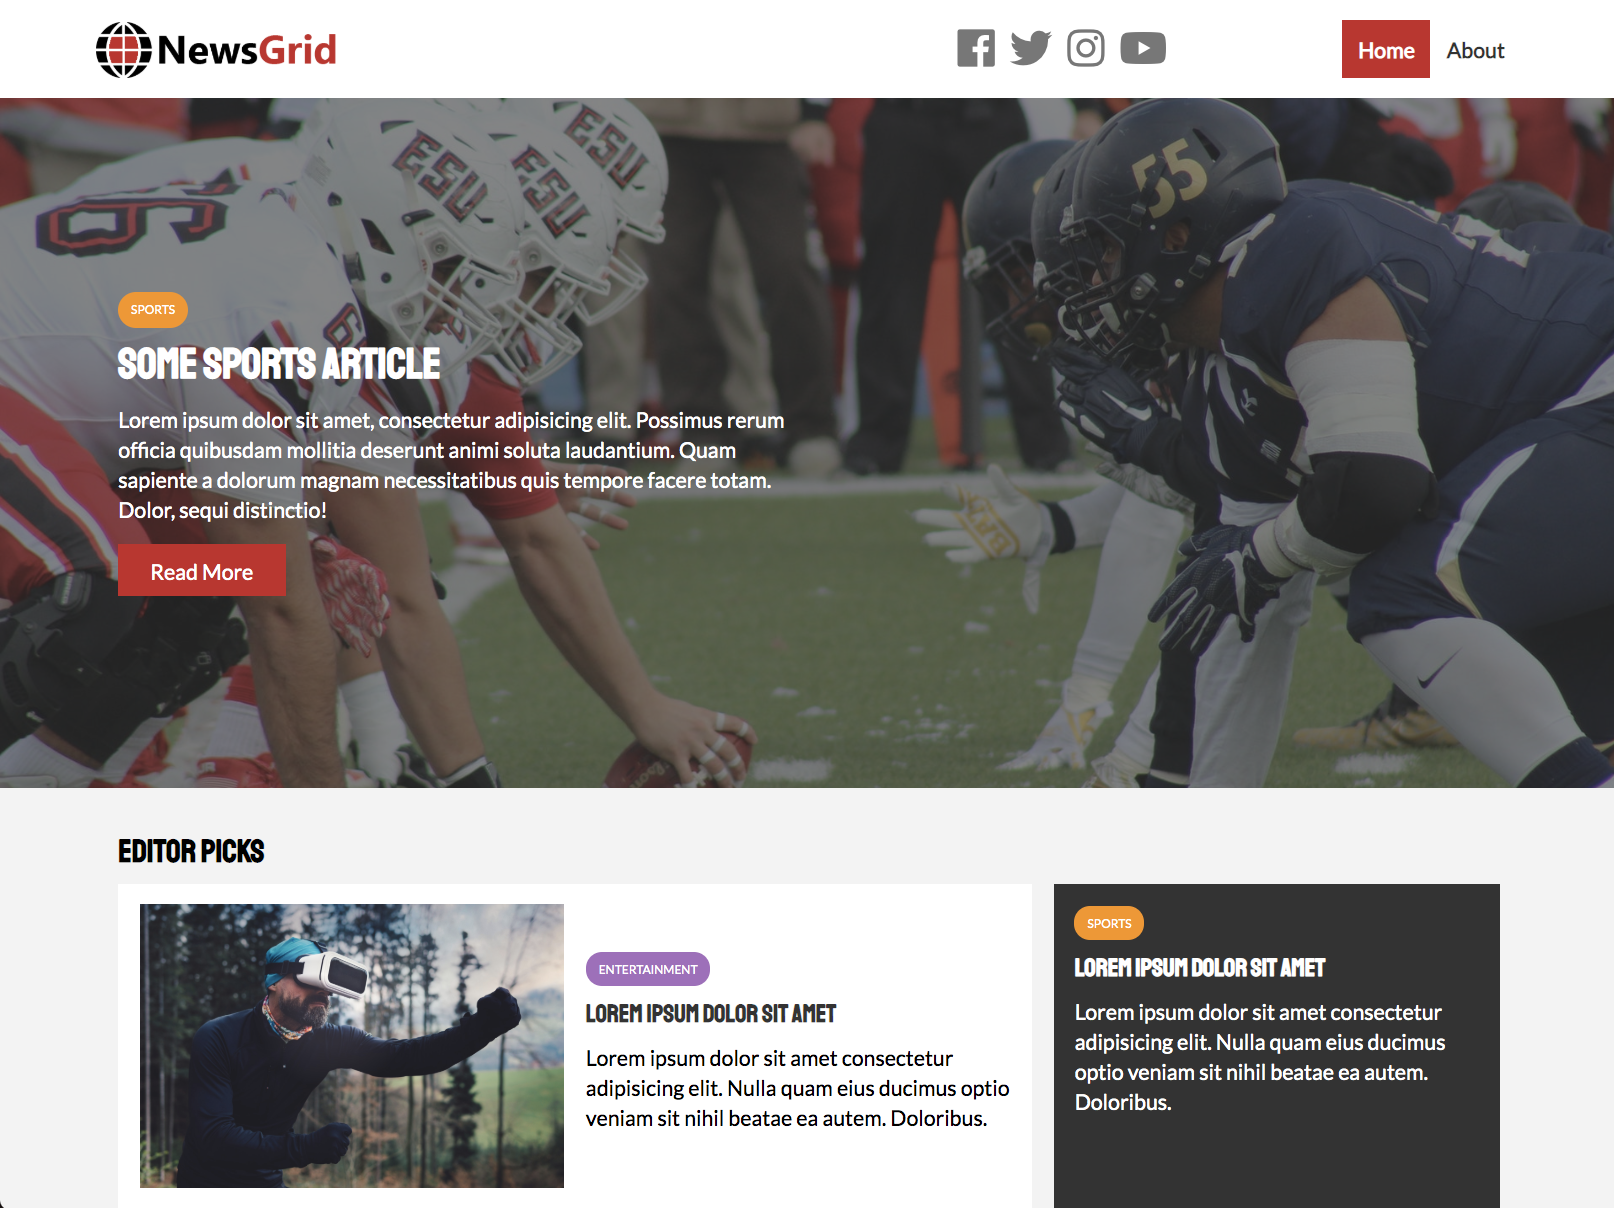 NewsGrid
Home
About
ESU
ESU
ESU
55
SPORTS
SOME SPORTS ARTICLE
Lorem ipsum dolor sit amet, consectetur adipisicing elit. Possimus rerum
officia quibusdam mollitia deserunt animi soluta laudantium. Quam
sapiente a dolorum magnam necessitatibus quis tempore facere totam.
Dolor, sequi distinctio!
Read More
EDITOR PICKS
ENTERTAINMENT
LOREM IPSUM DOLOR SIT AMET
Lorem ipsum dolor sit amet consectetur
adipisicing elit. Nulla quam eius ducimus optio
veniam sit nihil beatae ea autem. Doloribus.
SPORTS
LOREM IPSUM DOLOR SIT AMET
Lorem ipsum dolor sit amet consectetur
adipisicing elit. Nulla quam eius ducimus
optio veniam sit nihil beatae ea autem.
Doloribus.